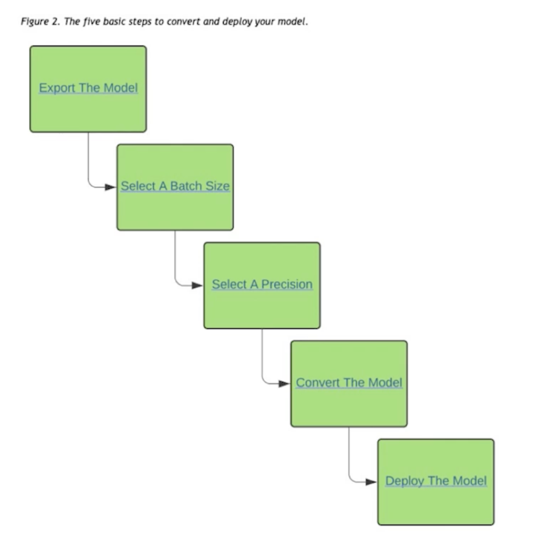 Figure 2. The five basic steps to convert and deploy your model.
Export The Model
Select A Batch Size
Select A Precision
Convert The Model
Deploy The Model